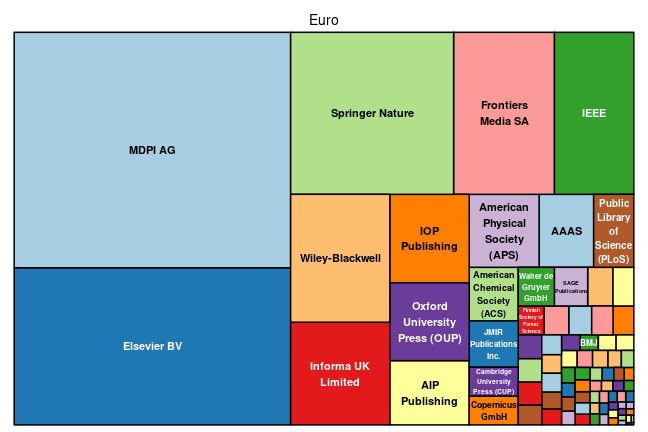 Euro
MDPI AG
Springer Nature
Frontiers
Media SA
IEEE
Elsevier BV
Wiley-Blackwell
IOP
Publishing
American
Physical
Society
(APS)
AAAS
Public
Library
of
Science
(PLoS)
Informa UK
Limited
Oxford
University
Press (OUP)
AIP
Publishing
American
Chemical
Society
(ACS)
Walter de
Gruyter
GmbH
SAGE
Publications
Finnish
Society of
Forest
Science
JMIR
Publications
Inc.
BMJ
Cambridge
University
Press (CUP)
Copernicus
GmbH